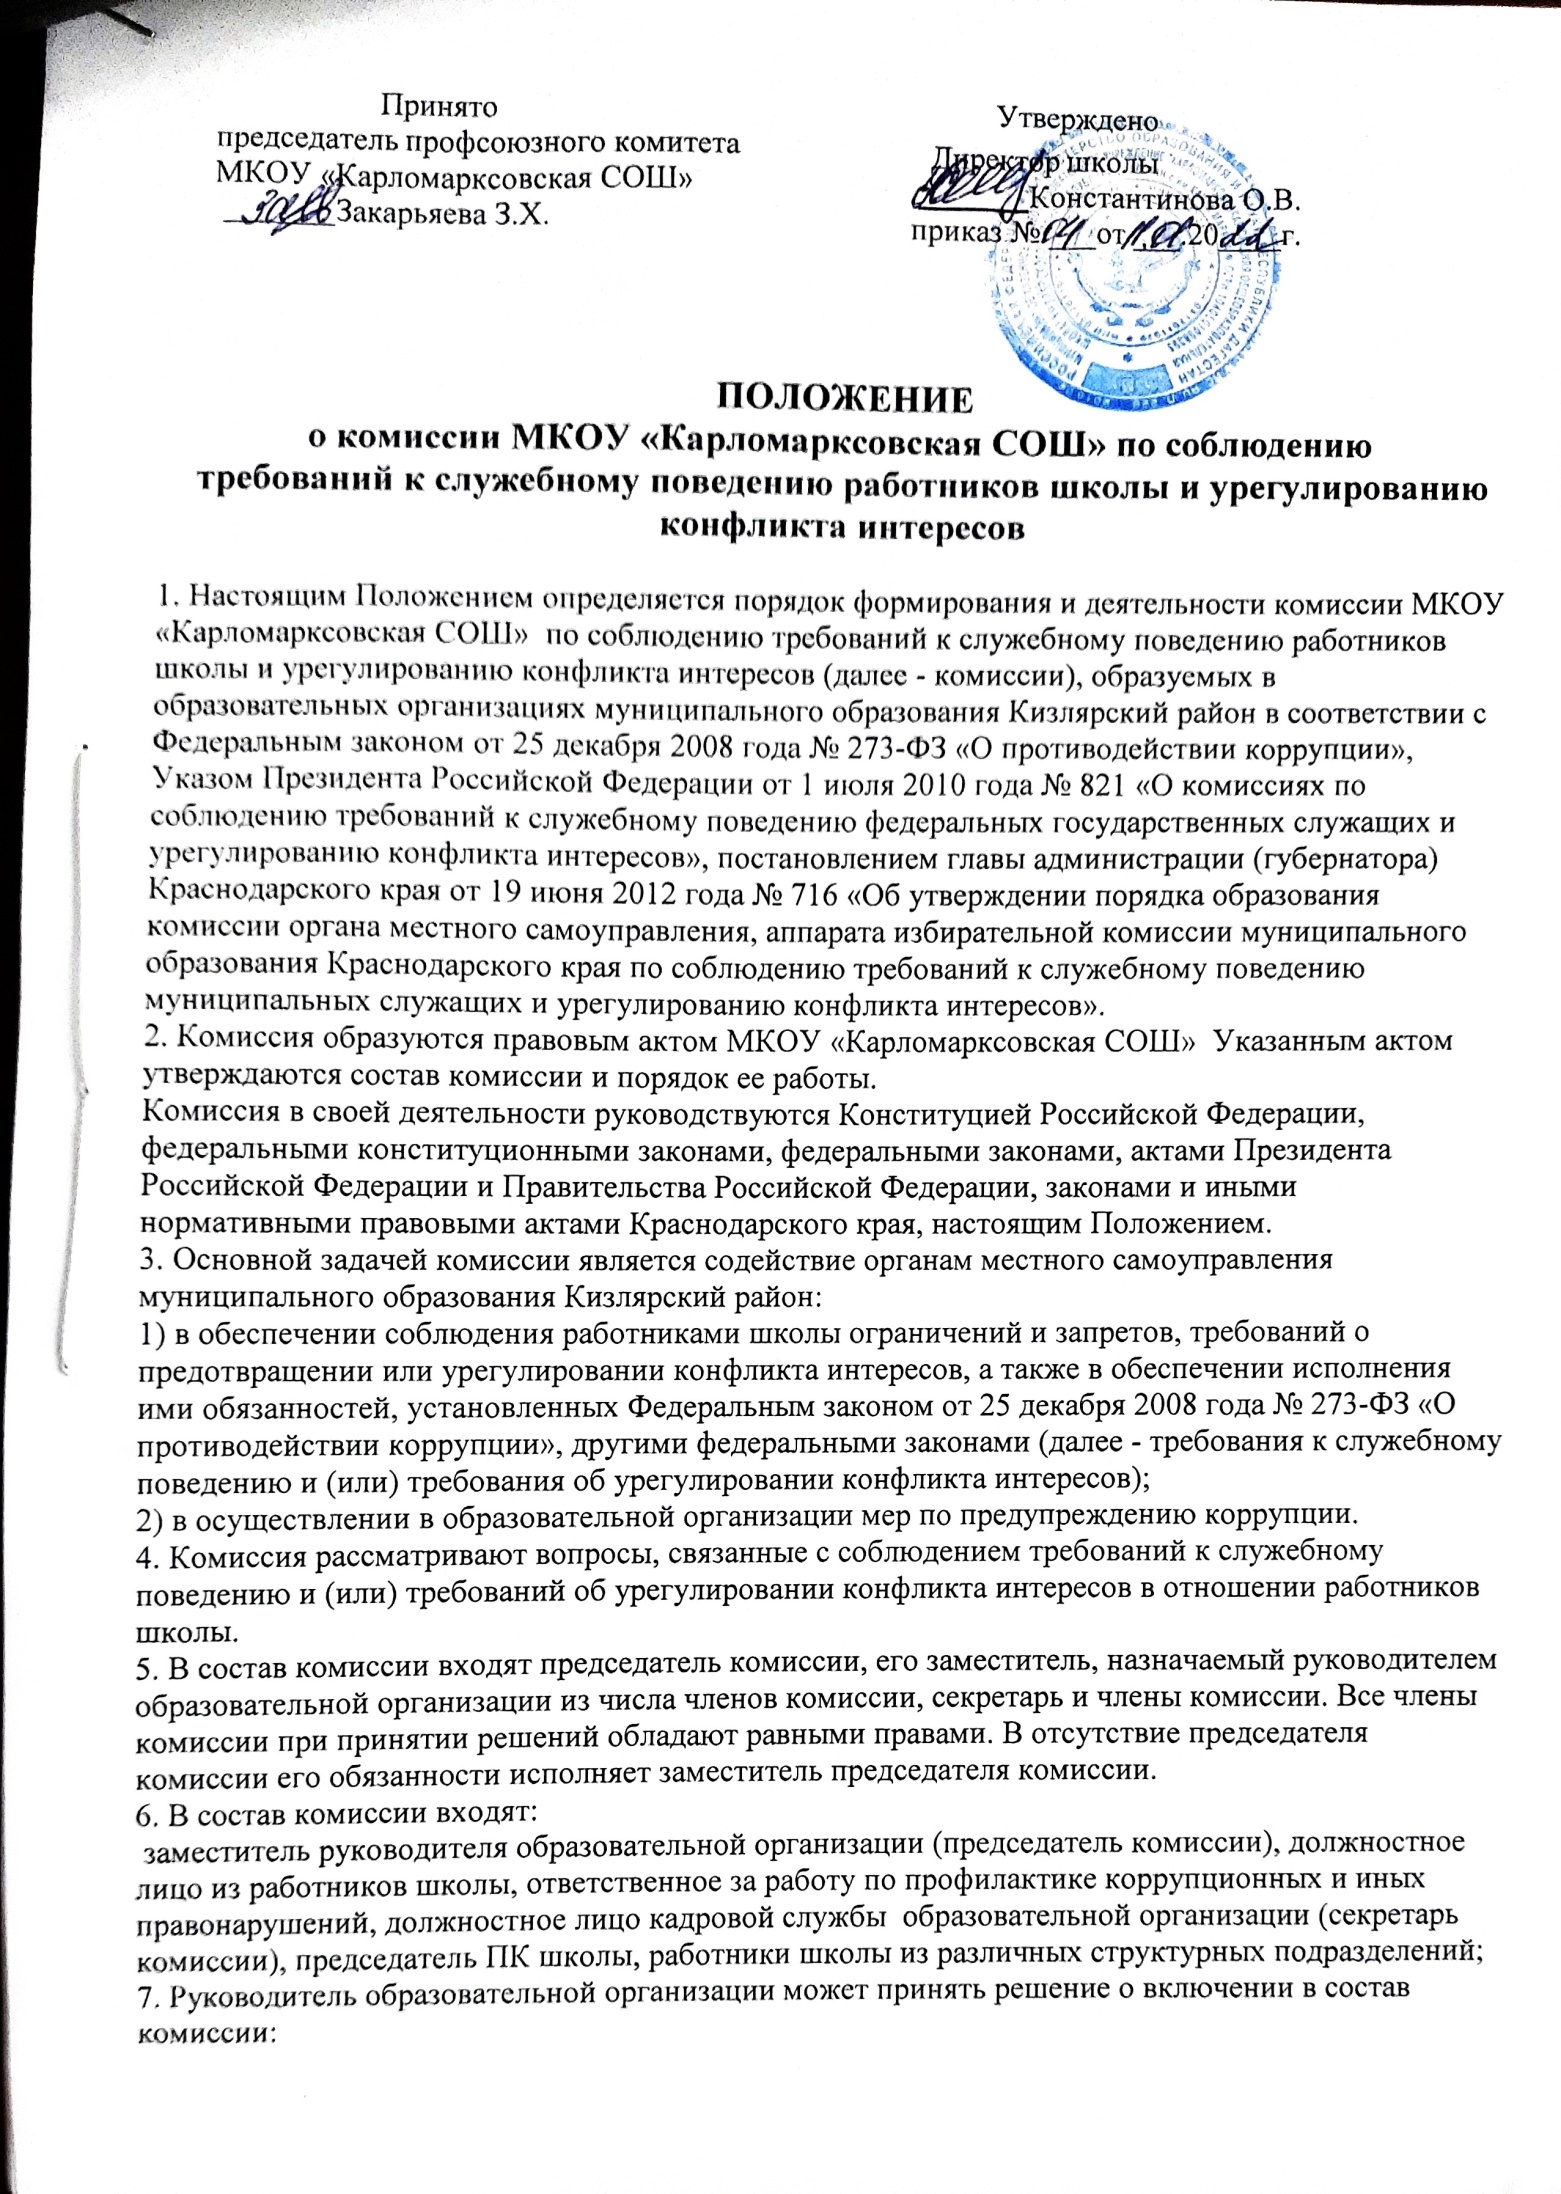 Принято
председатель профсоюзного комитета
МКОУ «Карломарксовская СОШ»
Закарьяева З.Х.
Утверждено
Директор школы
Константинова О.В.
приказ № от 20 г.
ПОЛОЖЕНИЕ
о комиссии МКОУ «Карломарксовская СОШ» по соблюдению
требований к служебному поведению работников школы и урегулированию
конфликта интересов
1. Настоящим Положением определяется порядок формирования и деятельности комиссии МКОУ
«Карломарксовская СОШ» по соблюдению требований к служебному поведению работников
школы и урегулированию конфликта интересов (далее - комиссии), образуемых в
образовательных организациях муниципального образования Кизлярский район в соответствии с
Федеральным законом от 25 декабря 2008 года № 273-ФЗ «О противодействии коррупции»,
Указом Президента Российской Федерации от 1 июля 2010 года № 821 «О комиссиях по
соблюдению требований к служебному поведению федеральных государственных служащих и
урегулированию конфликта интересов», постановлением главы администрации (губернатора)
Краснодарского края от 19 июня 2012 года № 716 «Об утверждении порядка образования
комиссии органа местного самоуправления, аппарата избирательной комиссии муниципального
образования Краснодарского края по соблюдению требований к служебному поведению
муниципальных служащих и урегулированию конфликта интересов».
2. Комиссия образуются правовым актом МКОУ «Карломарксовская СОШ» Указанным актом
утверждаются состав комиссии и порядок ее работы.
Комиссия в своей деятельности руководствуются Конституцией Российской Федерации,
федеральными конституционными законами, федеральными законами, актами Президента
Российской Федерации и Правительства Российской Федерации, законами и иными
нормативными правовыми актами Краснодарского края, настоящим Положением.
3. Основной задачей комиссии является содействие органам местного самоуправления
муниципального образования Кизлярский район:
1) в обеспечении соблюдения работниками школы ограничений и запретов, требований о
предотвращении или урегулировании конфликта интересов, а также в обеспечении исполнения
ими обязанностей, установленных Федеральным законом от 25 декабря 2008 года № 273-ФЗ «О
противодействии коррупции», другими федеральными законами (далее - требования к служебному
поведению и (или) требования об урегулировании конфликта интересов);
2) в осуществлении в образовательной организации мер по предупреждению коррупции.
4. Комиссия рассматривают вопросы, связанные с соблюдением требований к служебному
поведению и (или) требований об урегулировании конфликта интересов в отношении работников
школы.
5. В состав комиссии входят председатель комиссии, его заместитель, назначаемый руководителем
образовательной организации из числа членов комиссии, секретарь и члены комиссии. Все члены
комиссии при принятии решений обладают равными правами. В отсутствие председателя
комиссии его обязанности исполняет заместитель председателя комиссии.
6. В состав комиссии входят:
заместитель руководителя образовательной организации (председатель комиссии), должностное
лицо из работников школы, ответственное за работу по профилактике коррупционных и иных
правонарушений, должностное лицо кадровой службы образовательной организации (секретарь
комиссии), председатель ПК школы, работники школы из различных структурных подразделений;
7. Руководитель образовательной организации может принять решение о включении в состав
комиссии: